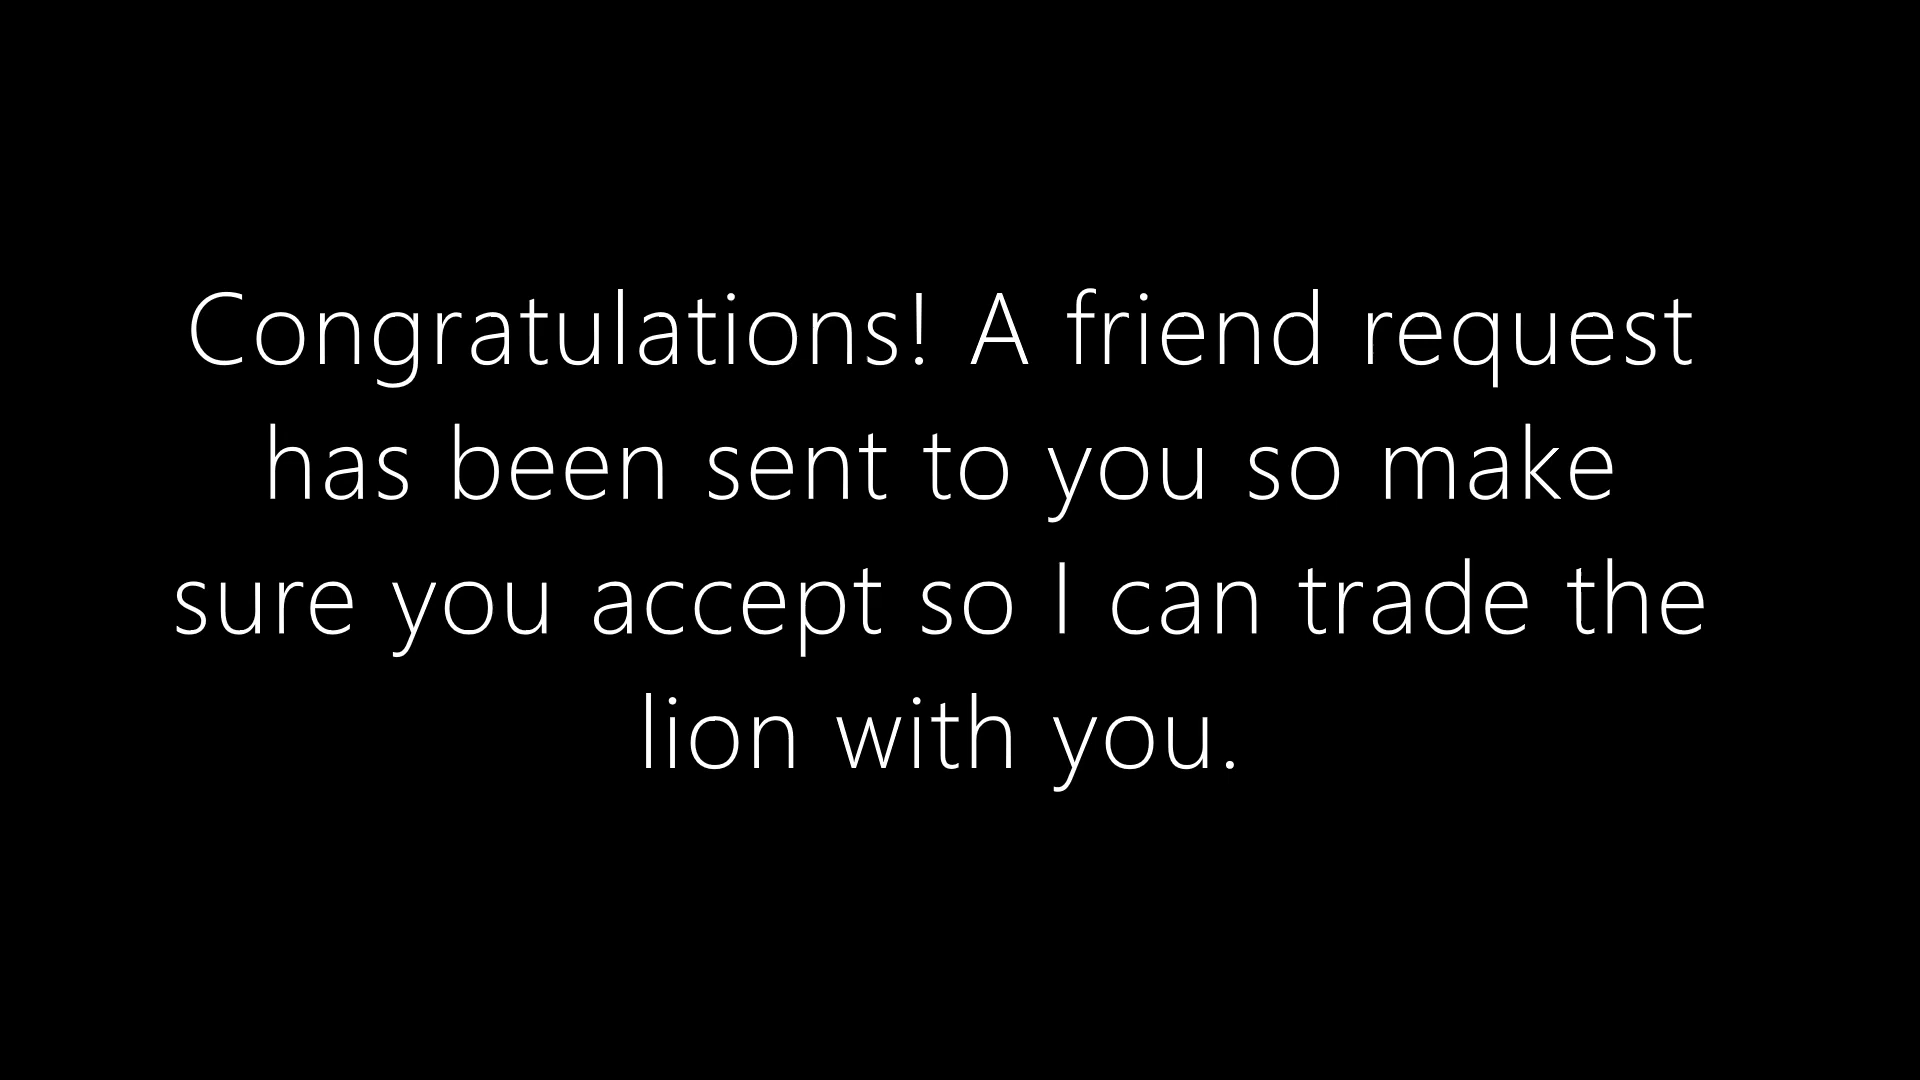 Congratulations! A friend request
has been sent to you so make
sure you accept so I can trade the
lion with you.